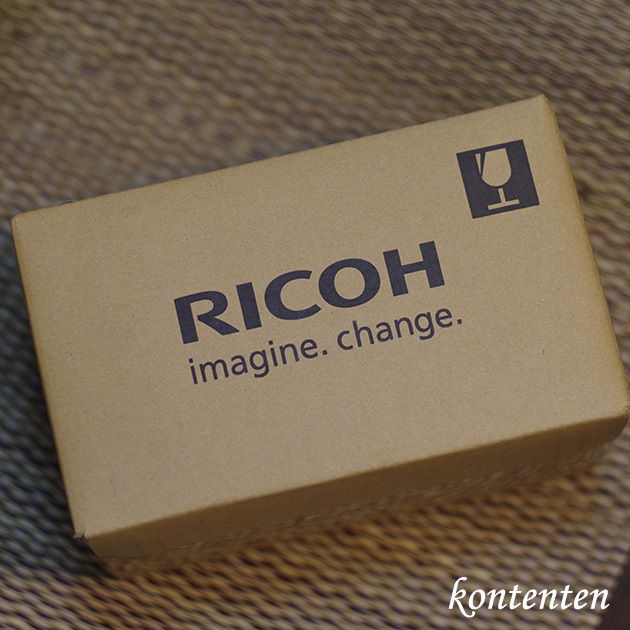 RICOH
imagine. change.
kontenten